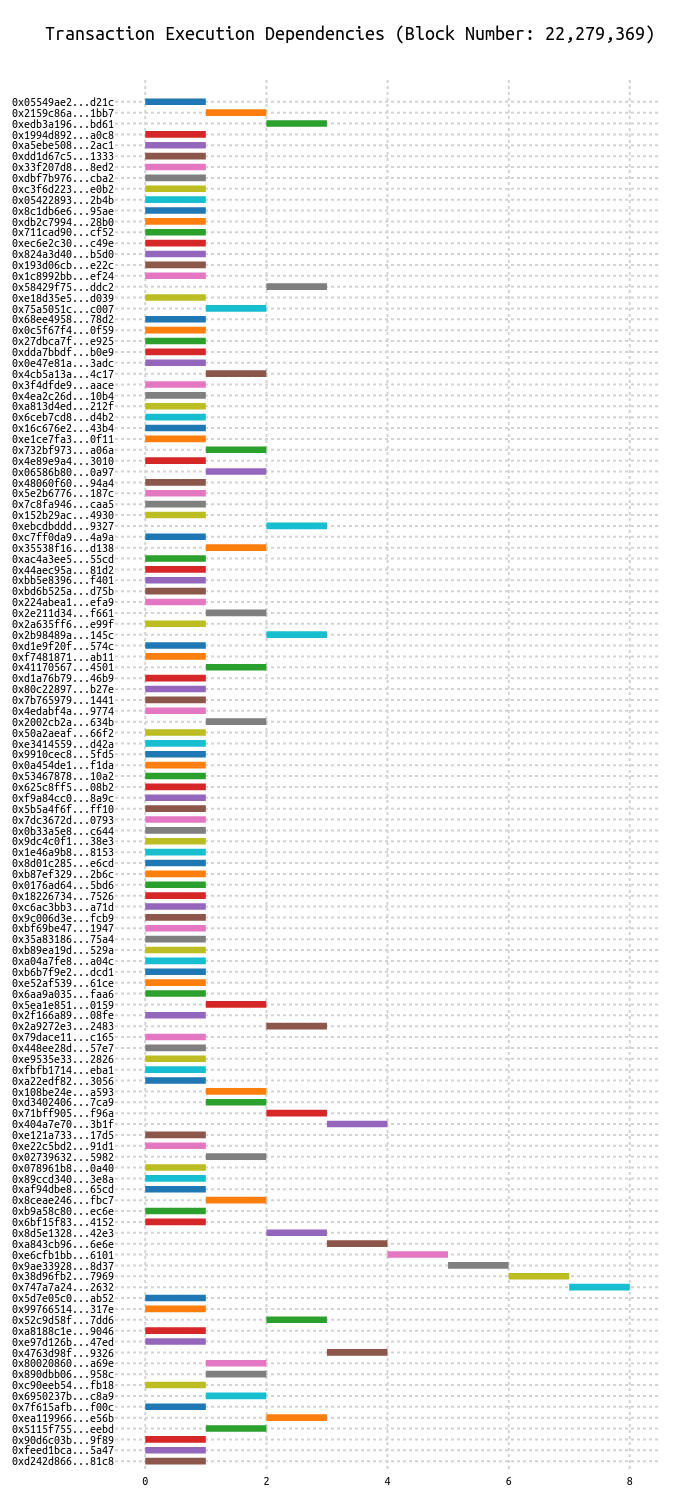 Transaction Execution Dependencies (Block Number: 22,279,369)
0x05549ae2...d21c
0x2159c86a...1bb7
0xedb3a196...bd61
0x1994d892...a0c8
0xa5ebe508...2ac1
0xdd1d67c5...1333
0x33f207d8...8ed2
0xdbf7b976...cba2
0xc3f6d223...e0b2
0x05422893...2b4b
0x8c1db6e6...95ae
0xdb2c7994...28b0
0x711cad90...cf52
0xec6e2c30...c49e
0x824a3d40...b5d0
0x193d06cb...e22c
0x1c8992bb...ef24
0x58429f75...ddc2
0xe18d35e5...d039
0x75a5051c...c007
0x68ee4958...78d2
0x0c5f67f4...0f59
0x27dbca7f...e925
0xdda7bbdf...b0e9
0x0e47e81a...3adc
0x4cb5a13a...4c17
0x3f4dfde9...aace
0x4ea2c26d...10b4
0xa813d4ed...212f
0x6ceb7cd8...d4b2
0x16c676e2...43b4
0xe1ce7fa3...0f11
0x732bf973...a06a
0x4e89e9a4...3010
0x06586b80...0a97
0x48060f60...94a4
0x5e2b6776...187c
0x7c8fa946...caa5
0x152b29ac...4930
0xebcdbddd...9327
0xc7ff0da9...4a9a
0x35538f16...d138
0xac4a3ee5...55cd
0x44aec95a...81d2
0xbb5e8396...f401
0xbd6b525a...d75b
0x224abea1...efa9
0x2e211d34...f661
0x2a635ff6...e99f
0x2b98489a...145c
0xd1e9f20f...574c
0xf7481871...ab11
0x41170567...4501
0xd1a76b79...46b9
0x80c22897...b27e
0x7b765979...1441
0x4edabf4a...9774
0x2002cb2a...634b
0x50a2aeaf...66f2
0xe3414559...d42a
0x9910cec8...5fd5
0x0a454de1...f1da
0x53467878...10a2
0x625c8ff5...08b2
0xf9a84cc0...8a9c
0x5b5a4f6f...ff10
0x7dc3672d...0793
0x0b33a5e8...c644
0x9dc4c0f1...38e3
0x1e46a9b8...8153
0x8d01c285...e6cd
0xb87ef329...2b6c
0x0176ad64...5bd6
0x18226734...7526
0xc6ac3bb3...a71d
0x9c006d3e...fcb9
0xbf69be47...1947
0x35a83186...75a4
0xb89ea19d...529a
0xa04a7fe8...a04c
0xb6b7f9e2...dcd1
0xe52af539...61ce
0x6aa9a035...faa6
0x5ea1e851...0159
0x2f166a89...08fe
0x2a9272e3...2483
0x79dace11...c165
0x448ee28d...57e7
0xe9535e33...2826
0xfbfb1714...eba1
0xa22edf82...3056
0x108be24e...a593
0xd3402406...7ca9
0x71bff905...f96a
0x404a7e70...3b1f
0xe121a733...17d5
0xe22c5bd2...91d1
0x02739632...5982
0x078961b8...0a40
0x89ccd340...3e8a
0xaf94dbe8...65cd
0x8ceae246...fbc7
0xb9a58c80...ec6e
0x6bf15f83...4152
0x8d5e1328...42e3
0xa843cb96...6e6e
0xe6cfb1bb...6101
0x9ae33928...8d37
0x38d96fb2...7969
0x747a7a24...2632
0x5d7e05c0...ab52
0x99766514...317e
0x52c9d58f...7dd6
0xa8188c1e...9046
0xe97d126b...47ed
0x4763d98f...9326
0x80020860...a69e
0x890dbb06...958c
0xc90eeb54...fb18
0x6950237b...c8a9
0x7f615afb...f00c
0xea119966...e56b
0x5115f755...eebd
0x90d6c03b...9f89
0xfeed1bca...5a47
0xd242d866...81c8
0 2 4 6 8